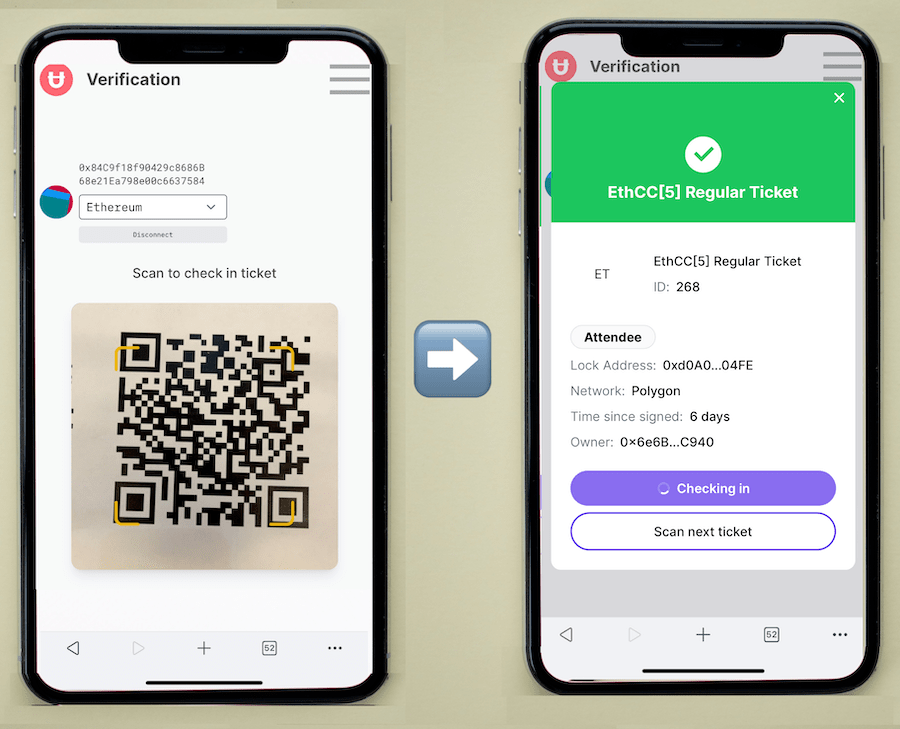 Verification
0x84C9f18f90429c8686B
68e21Ea798e00c6637584
Ethereum
Disconnect
Scan to check in ticket
52
Verification
EthCC[5] Regular Ticket
ET
EthCC[5] Regular Ticket
ID: 268
Attendee
Lock Address: 0xd0A0...04FE
Network: Polygon
Time since signed: 6 days
Owner: 0×6e6B...C940
Checking in
Scan next ticket
52